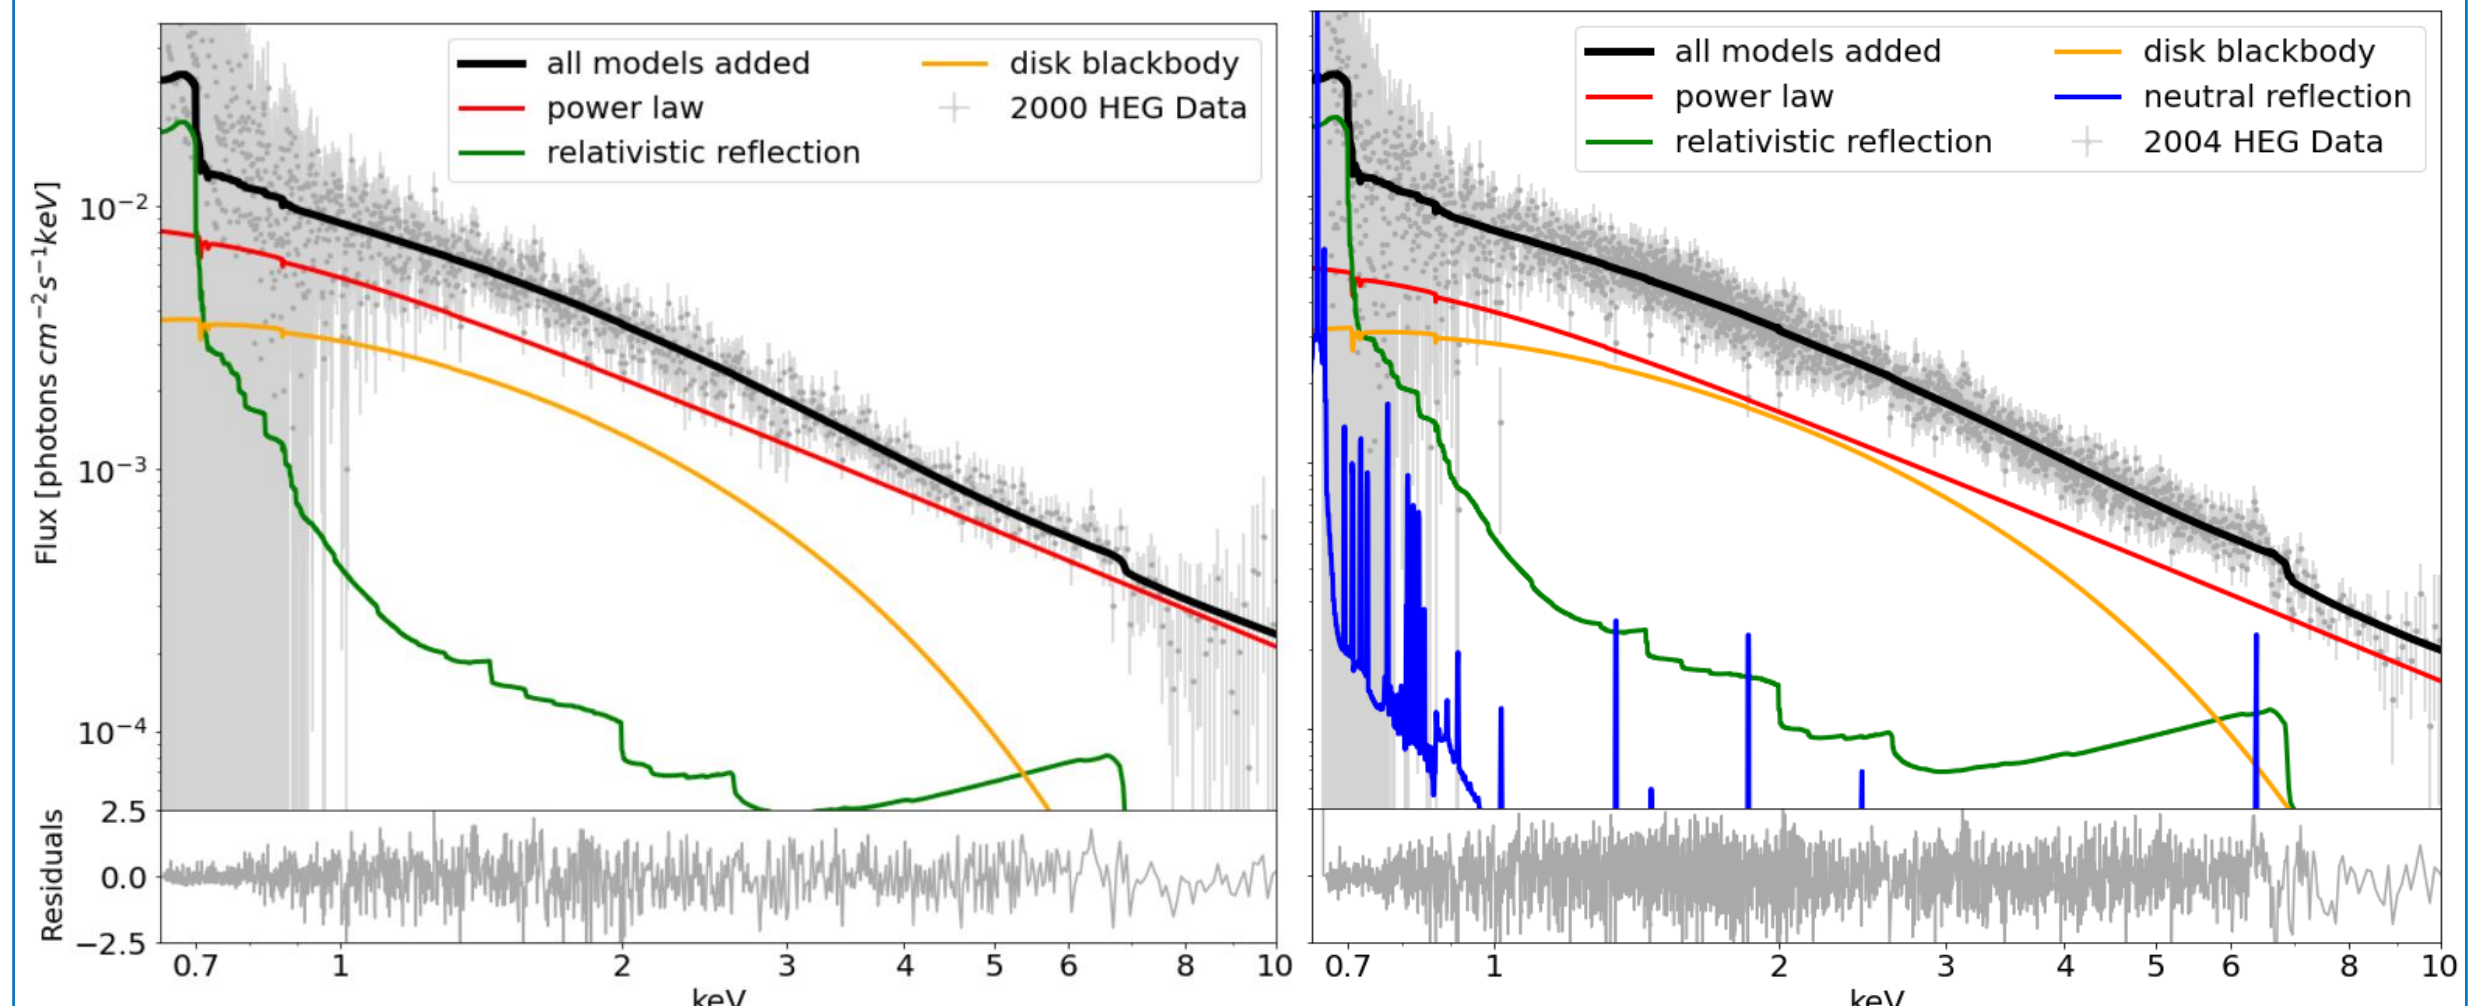 all models added
power law
relativistic reflection
disk blackbody
2000 HEG Data
Flux [photons cm−2s−1keV]
10−2
10−3
10−4
Residuals
2.5
0.0
−2.5
0.7 1 2 3 4 5 6 8 10
keV
all models added
power law
relativistic reflection
disk blackbody
neutral reflection
2004 HEG Data
0.7 1 2 3 4 5 6 8 10
keV